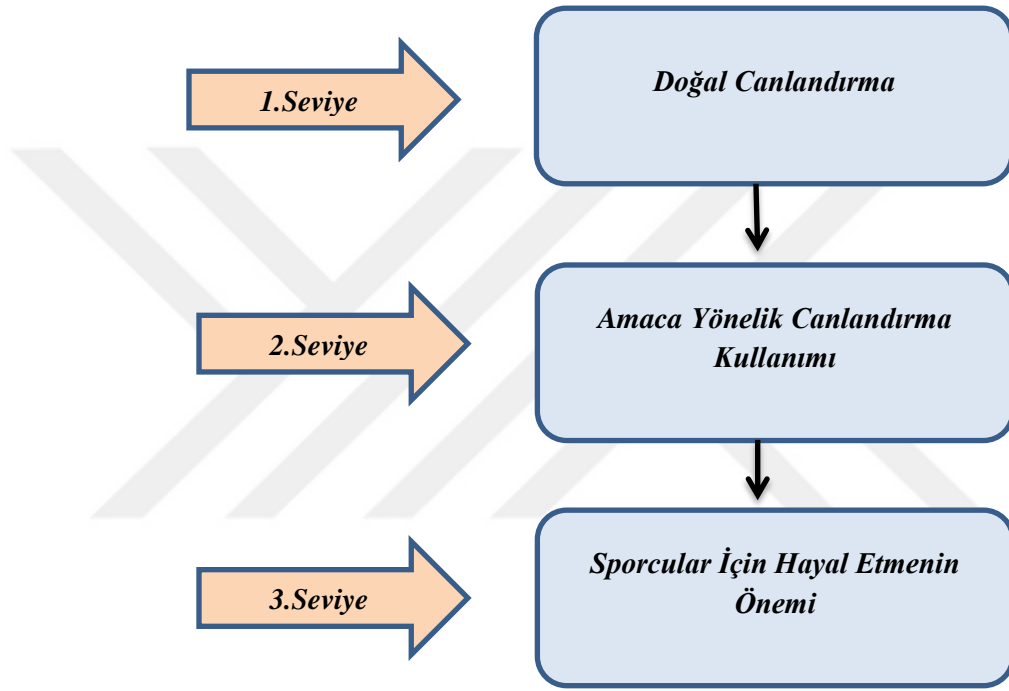 1.Seviye
Doğal Canlandırma
2.Seviye
Amaca Yönelik Canlandırma
Kullanımı
3.Seviye
Sporcular İçin Hayal Etmenin
Önemi